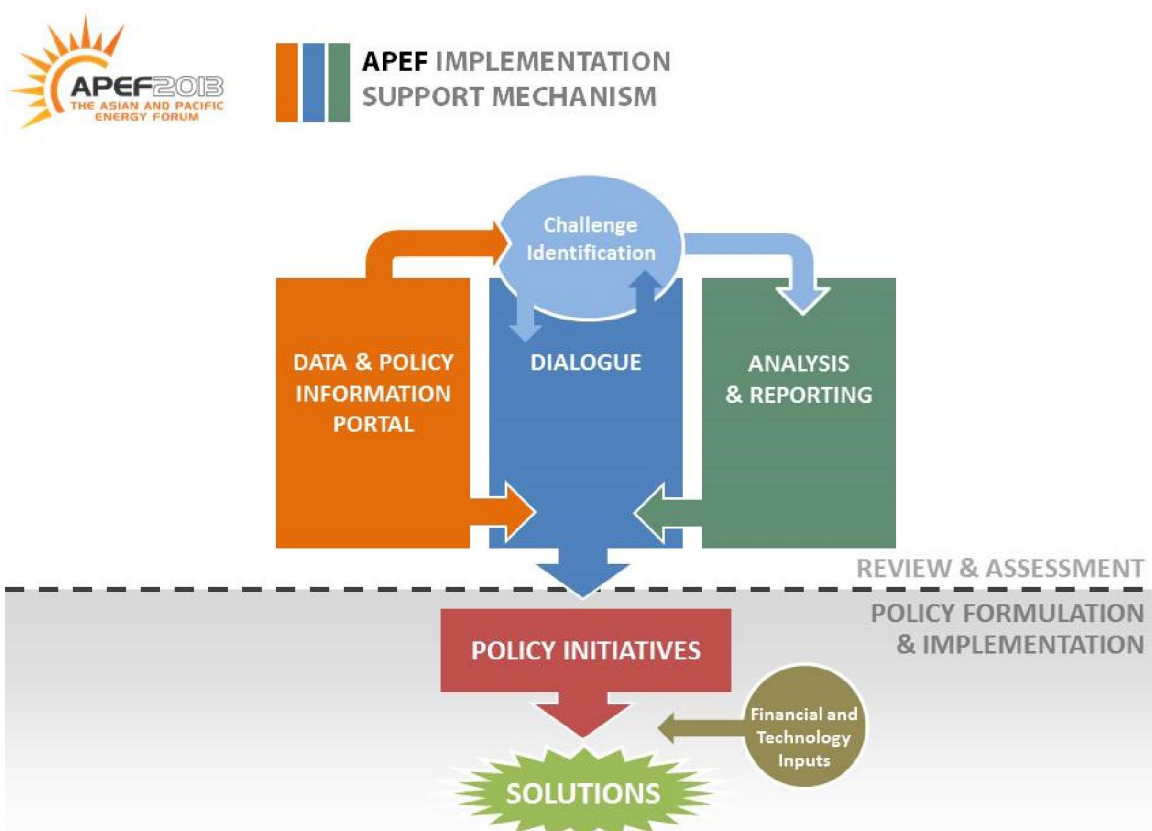 APEF2013
THE ASIAN AND PACIFIC
ENERGY FORUM
APEF IMPLEMENTATION
SUPPORT MECHANISM
Challenge
Identification
DATA & POLICY
INFORMATION
PORTAL
DIALOGUE
ANALYSIS
& REPORTING
REVIEW & ASSESSMENT
POLICY FORMULATION
& IMPLEMENTATION
POLICY INITIATIVES
Financial and
Technology
Inputs
SOLUTIONS